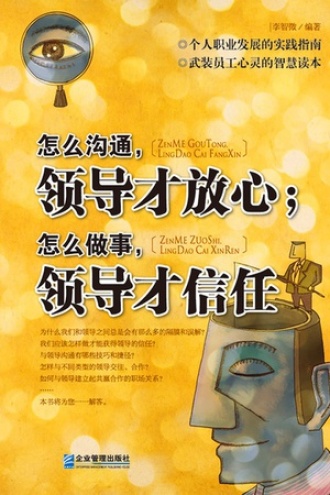 李智微/编著
◎个人职业发展的实践指南
◎武装员工心灵的智慧读本
怎么沟通，
ZENME GOUTONG,
LINGDAO CAI FANGXIN
领导才放心；
怎么做事，
ZENME ZUOSHI,
LINGDAO CAI XINREN
领导才信任
为什么我们和领导之间总是会有那么多的隔阂和误解？
我们应该怎样做才能获得领导的信任？
与领导沟通有哪些技巧和捷径？
怎样与不同类型的领导交往、合作？
如何与领导建立起共赢合作的职场关系？
……
本书将为您一一解答。
企业管理出版社